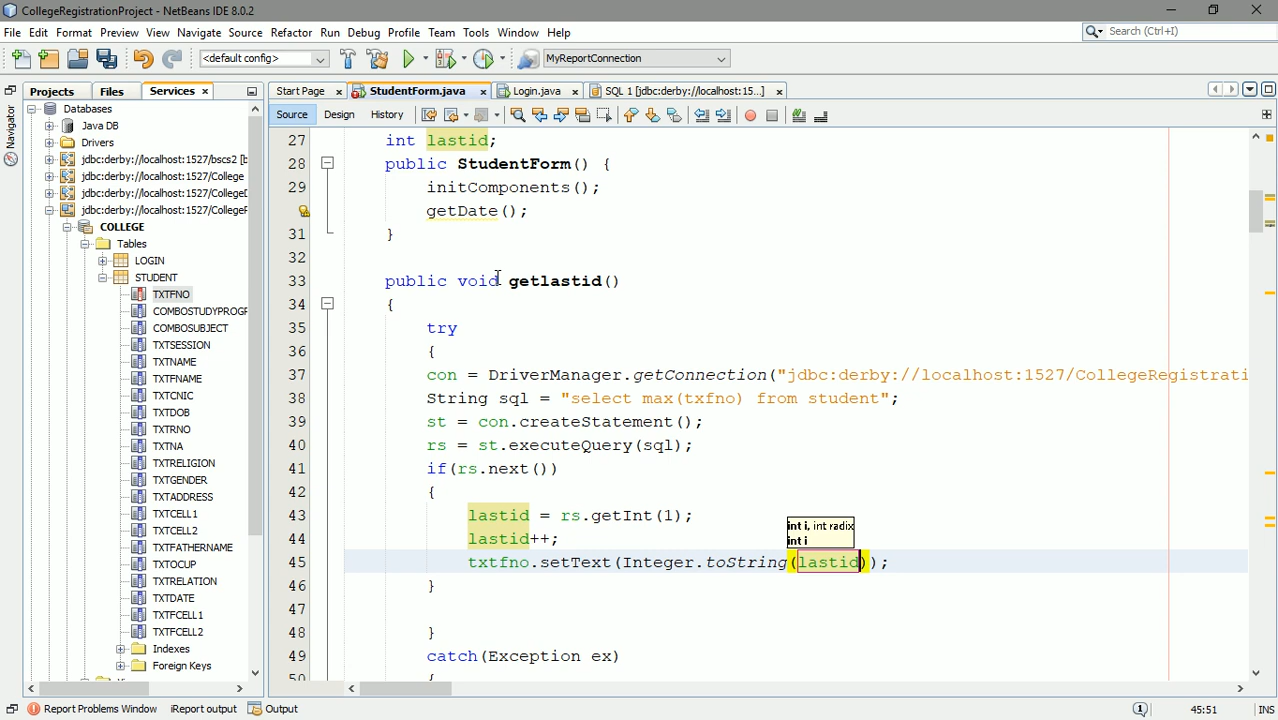 CollegeRegistrationProject - NetBeans IDE 8.0.2
File Edit Format Preview View Navigate Source Refactor Run Debug Profile Team Tools Window Help
Search (Ctrl+I)
<default config>
MyReportConnection
Projects Files Services
Start Page StudentForm.java Login.java SQL 1 [jdbc:derby://localhost:15...]
Navigator
Source Design History
Databases
Java DB
Drivers
jdbc:derby://localhost:1527/bscs2 [b
jdbc:derby://localhost:1527/College
jdbc:derby://localhost:1527/CollegeD
jdbc:derby://localhost:1527/CollegeR
COLLEGE
Tables
LOGIN
STUDENT
TXTFNO
COMBOSTUDYPROGR
COMBOSUBJECT
TXTSESSION
TXTNAME
TXTFNAME
TXTCNIC
TXTDOB
TXTRNO
TXTNA
TXTRELIGION
TXTGENDER
TXTADDRESS
TXTCELL1
TXTCELL2
TXTFATHERNAME
TXTOCUP
TXTRELATION
TXTDATE
TXTFCELL1
TXTFCELL2
Indexes
Foreign Keys
27 int lastid;
28 public StudentForm() {
29 initComponents();
getDate();
31 }
32
33 public void getlastid()
34 {
35 try
36 {
37 con = DriverManager.getConnection("jdbc:derby://localhost:1527/CollegeRegistrati
38 String sql = "select max(txfno) from student";
39 st = con.createStatement();
40 rs = st.executeQuery(sql);
41 if(rs.next())
42 {
43 lastid = rs.getInt(1);
int i, int radix
int i
44 lastid++;
45 txtfno.setText(Integer.toString(lastid));
46 }
47
48 }
49 catch(Exception ex)
50 {
Report Problems Window iReport output Output
1
45:51 INS